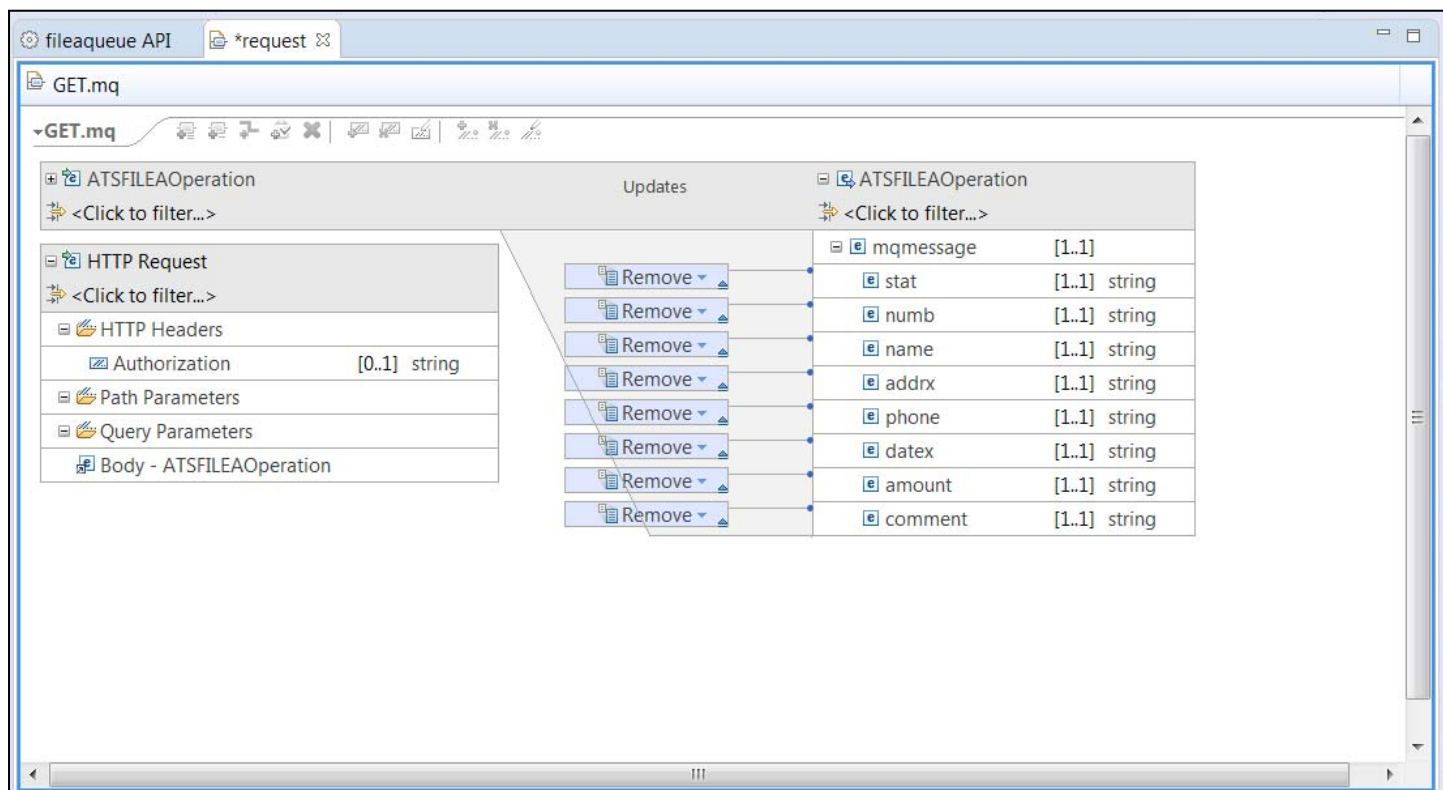 fileaqueue API *request
GET.mq
GET.mq
ATSFILEAOperation Updates ATSFILEAOperation
<Click to filter...> <Click to filter...>
mqmessage [1..1]
HTTP Request
Remove stat [1..1] string
<Click to filter...>
Remove numb [1..1] string
HTTP Headers
Remove name [1..1] string
Authorization [0..1] string
Remove addrx [1..1] string
Path Parameters
Remove phone [1..1] string
Query Parameters
Remove datex [1..1] string
Body - ATSFILEAOperation
Remove amount [1..1] string
Remove comment [1..1] string